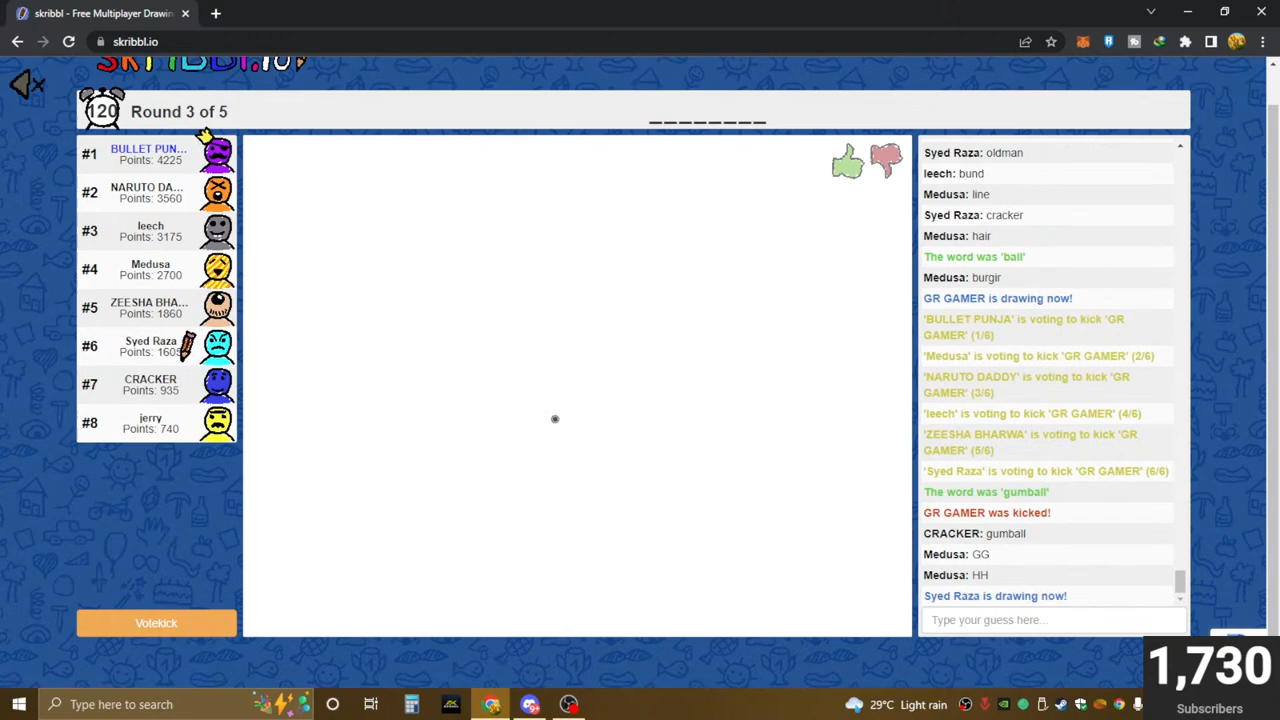 skribbl - Free Multiplayer Drawin
skribbl.io
skribbl.io
120
Round 3 of 5
________
#1
BULLET PUN...
Points: 4225
#2
NARUTO DA...
Points: 3560
#3
leech
Points: 3175
#4
Medusa
Points: 2700
#5
ZEESHA BHA...
Points: 1860
#6
Syed Raza
Points: 1605
#7
CRACKER
Points: 935
#8
jerry
Points: 740
Votekick
Syed Raza: oldman
leech: bund
Medusa: line
Syed Raza: cracker
Medusa: hair
The word was 'ball'
Medusa: burgir
GR GAMER is drawing now!
'BULLET PUNJA' is voting to kick 'GR
GAMER' (1/6)
'Medusa' is voting to kick 'GR GAMER' (2/6)
'NARUTO DADDY' is voting to kick 'GR
GAMER' (3/6)
'leech' is voting to kick 'GR GAMER' (4/6)
'ZEESHA BHARWA' is voting to kick 'GR
GAMER' (5/6)
'Syed Raza' is voting to kick 'GR GAMER' (6/6)
The word was 'gumball'
GR GAMER was kicked!
CRACKER: gumball
Medusa: GG
Medusa: HH
Syed Raza is drawing now!
Type your guess here...
1,730
Subscribers
Type here to search
29°C Light rain